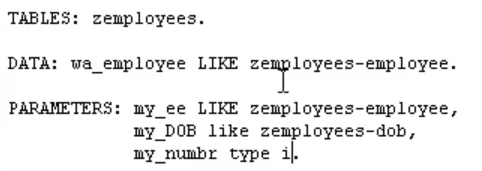 TABLES: zemployees.
DATA: wa_employee LIKE zemployees-employee.
PARAMETERS: my_ee LIKE zemployees-employee,
my_DOB like zemployees-dob,
my_numbr type i.